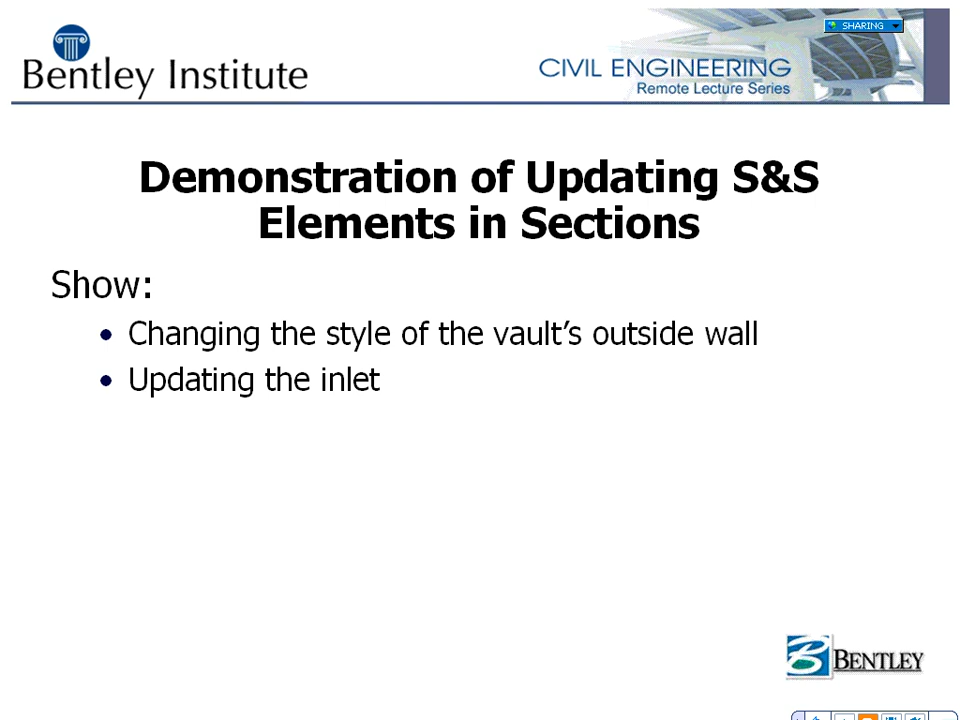 SHARING
Bentley Institute
CIVIL ENGINEERING
Remote Lecture Series
Demonstration of Updating S&S
Elements in Sections
Show:
• Changing the style of the vault’s outside wall
• Updating the inlet
BENTLEY